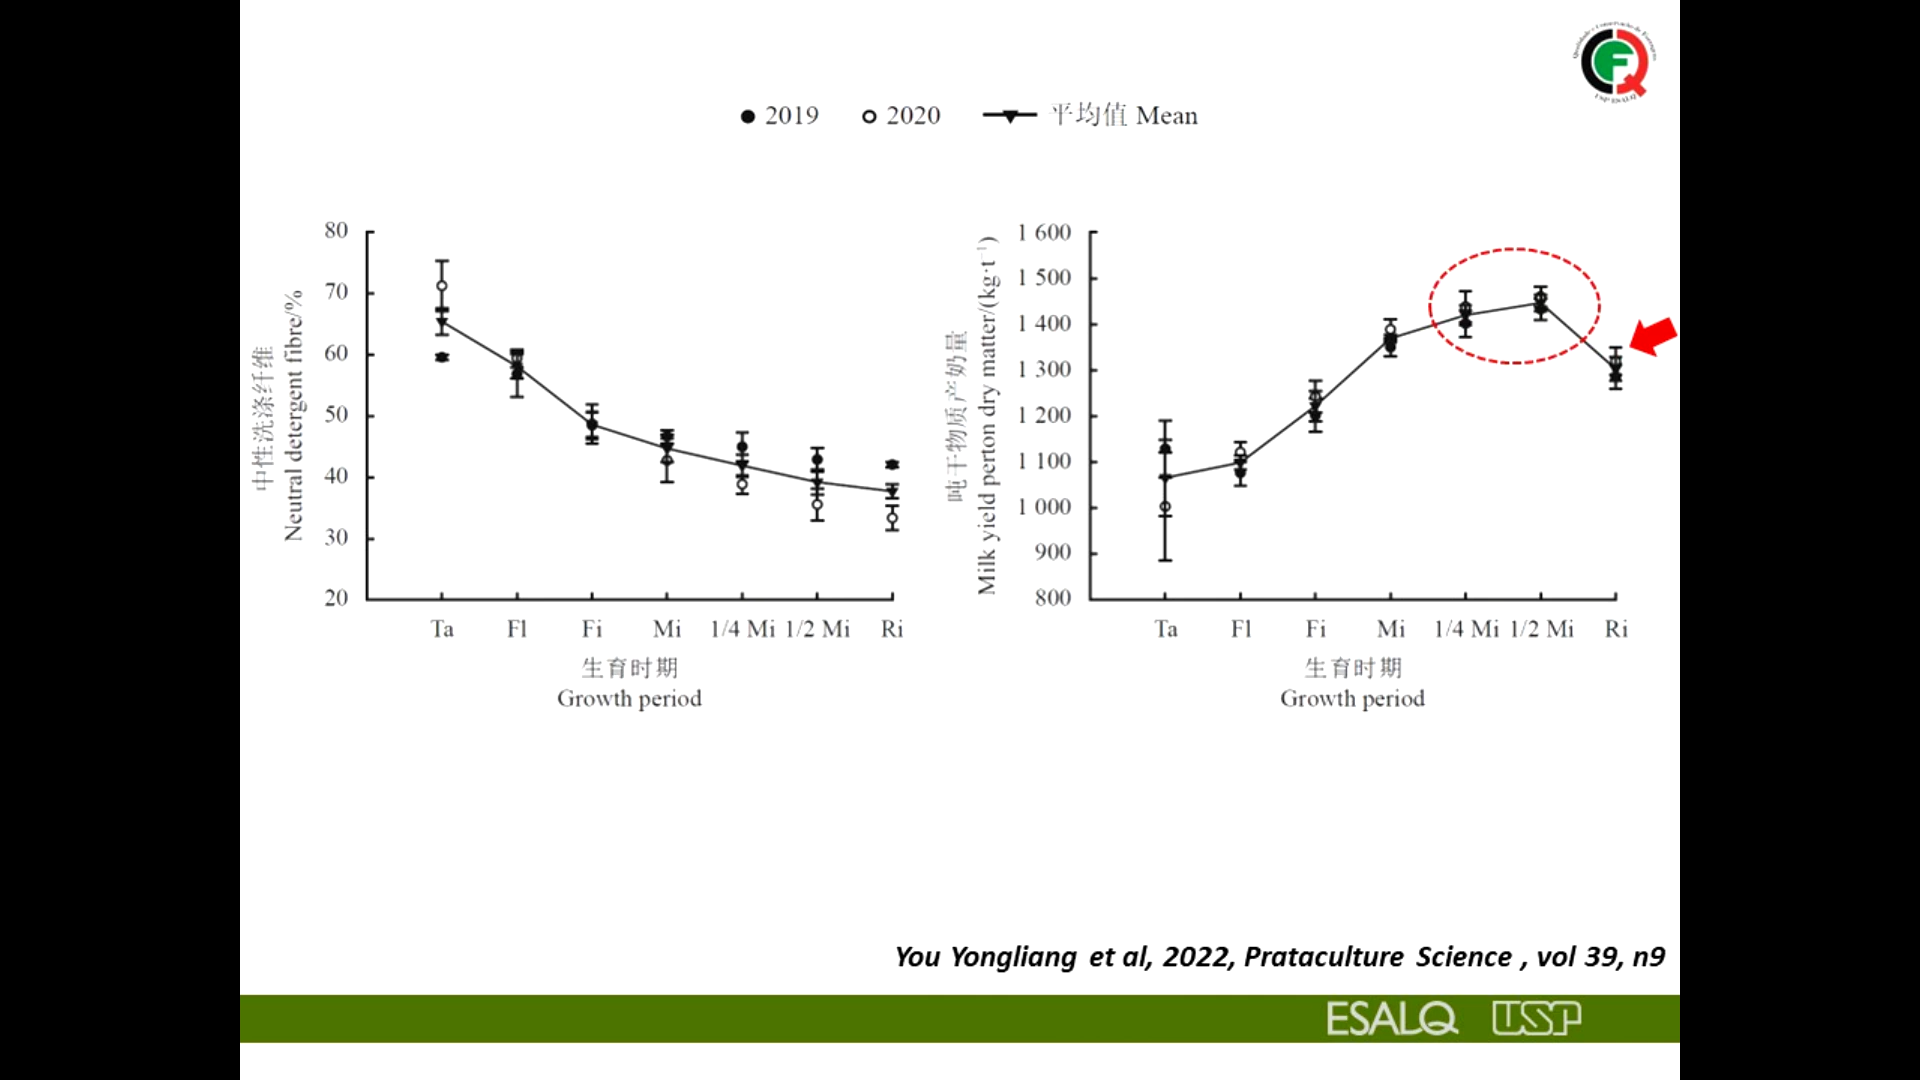 2019
2020
平均值 Mean
中性洗涤纤维
Neutral detergent fibre/%
80
70
60
50
40
30
20
Ta
Fl
Fi
Mi
1/4 Mi
1/2 Mi
Ri
生育时期
Growth period
吨干物质产奶量
Milk yield perton dry matter/(kg·t⁻¹)
1 600
1 500
1 400
1 300
1 200
1 100
1 000
900
800
Ta
Fl
Fi
Mi
1/4 Mi
1/2 Mi
Ri
生育时期
Growth period
You Yongliang et al, 2022, Prataculture Science , vol 39, n9
ESALQ USP